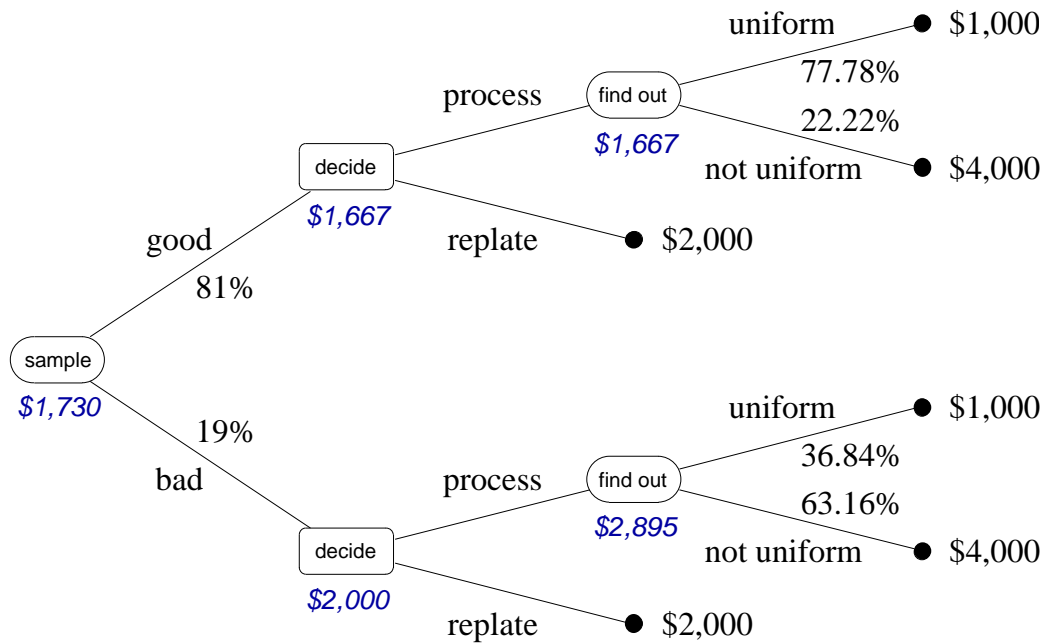 uniform
$1,000
77.78%
process
find out
22.22%
$1,667
decide
not uniform
$4,000
$1,667
good
replate
$2,000
81%
sample
$1,730
uniform
$1,000
19%
36.84%
bad
process
find out
63.16%
$2,895
decide
not uniform
$4,000
$2,000
replate
$2,000